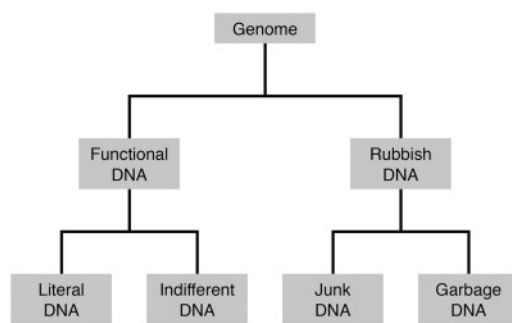 Genome
Functional
DNA
Rubbish
DNA
Literal
DNA
Indifferent
DNA
Junk
DNA
Garbage
DNA